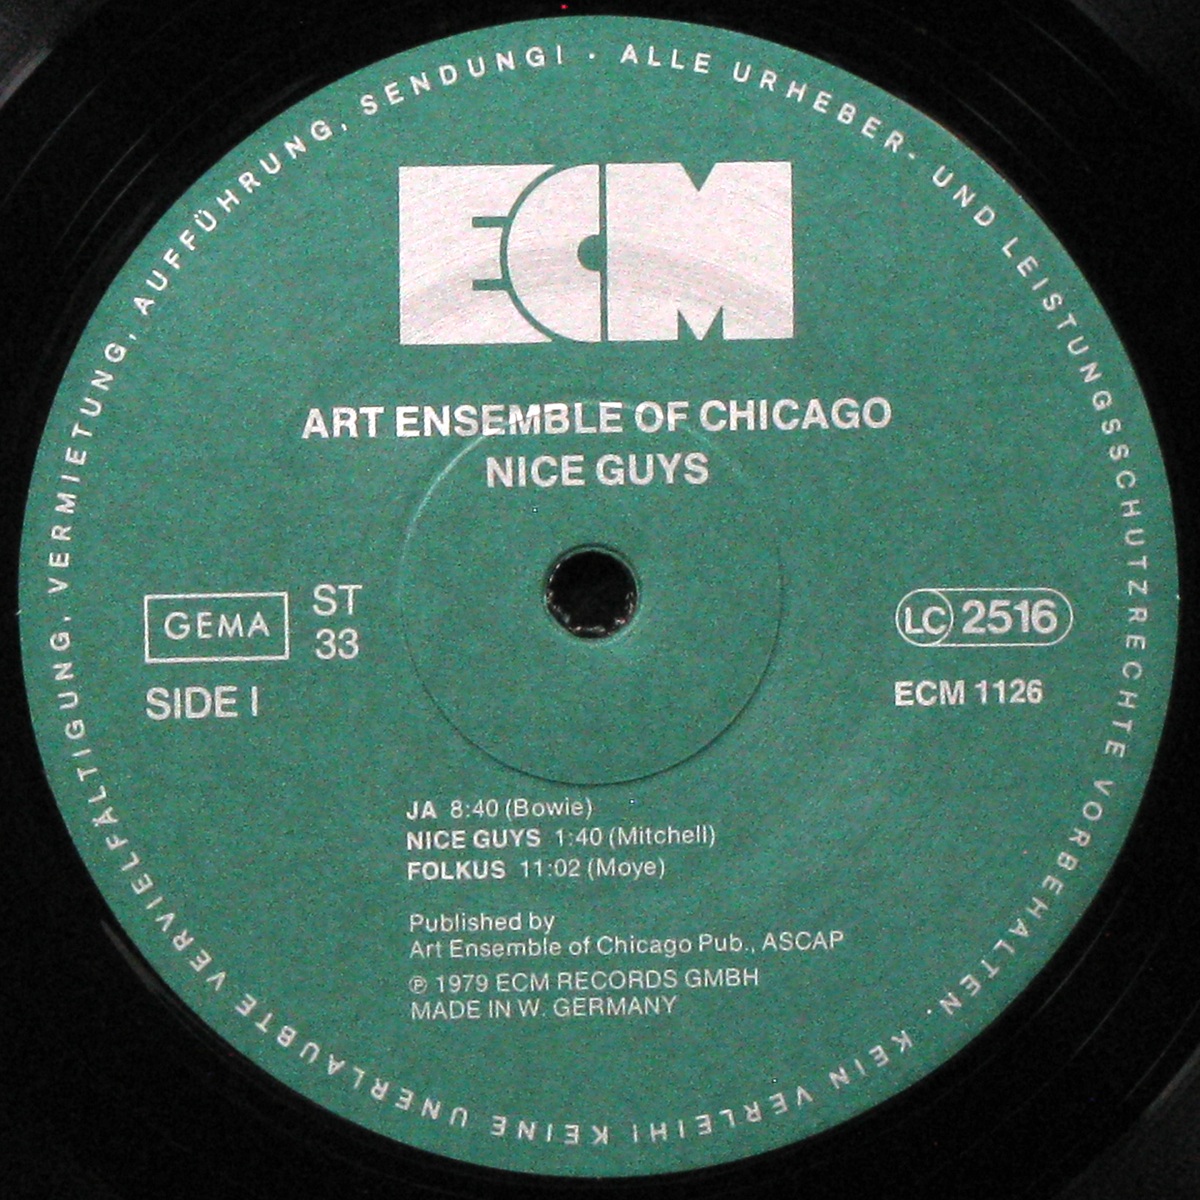 ALLE URHEBER- UND LEISTUNGSSCHUTZRECHTE VORBEHALTEN. KEIN VERLEIH! KEINE UNERLAUBTE VERVIELFÄLTIGUNG, VERMIETUNG, AUFFÜHRUNG, SENDUNG! ·
ECM
ART ENSEMBLE OF CHICAGO
NICE GUYS
GEMA
ST
33
SIDE I
LC 2516
ECM 1126
JA 8:40 (Bowie)
NICE GUYS 1:40 (Mitchell)
FOLKUS 11:02 (Moye)
Published by
Art Ensemble of Chicago Pub., ASCAP
℗ 1979 ECM RECORDS GMBH
MADE IN W. GERMANY